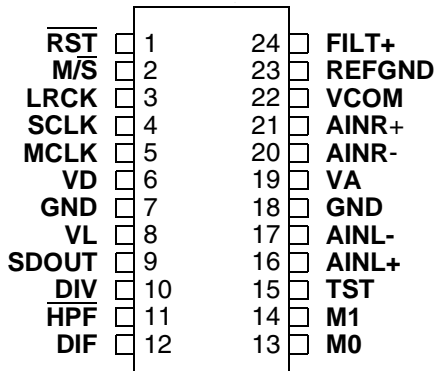 RST 1 24 FILT+
M/S 2 23 REFGND
LRCK 3 22 VCOM
SCLK 4 21 AINR+
MCLK 5 20 AINR-
VD 6 19 VA
GND 7 18 GND
VL 8 17 AINL-
SDOUT 9 16 AINL+
DIV 10 15 TST
HPF 11 14 M1
DIF 12 13 M0